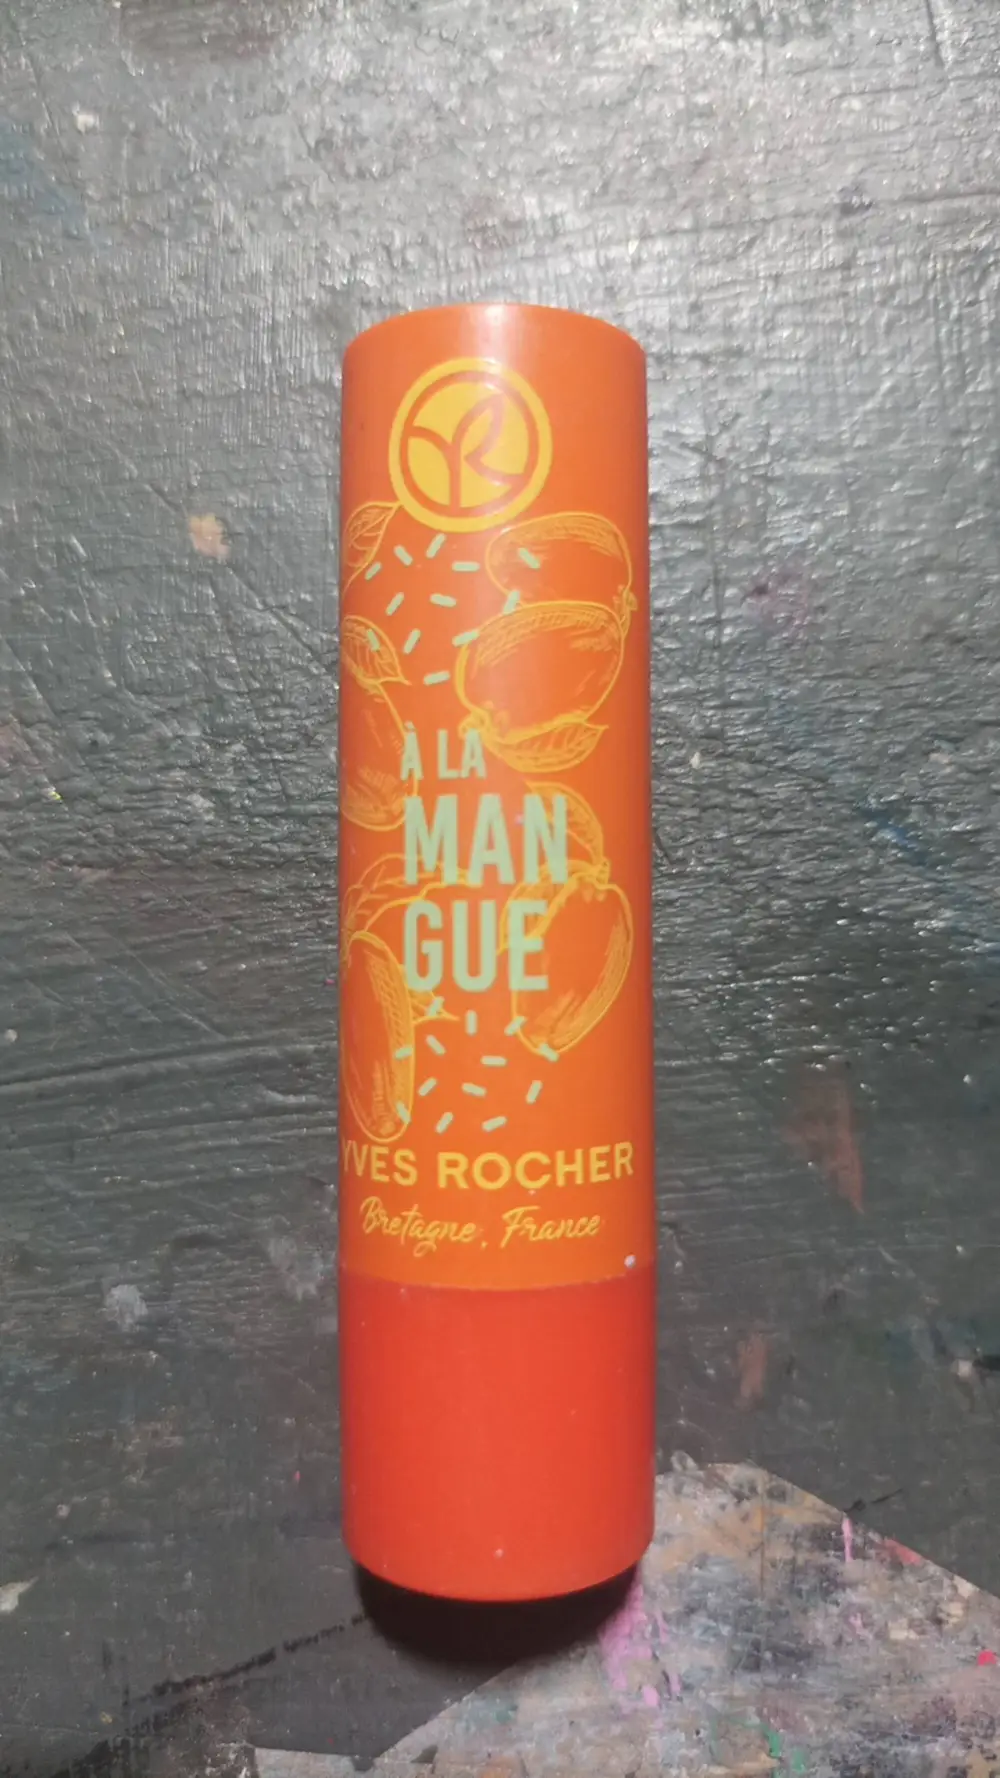 À LA
MAN
GUE
YVES ROCHER
Bretagne, France